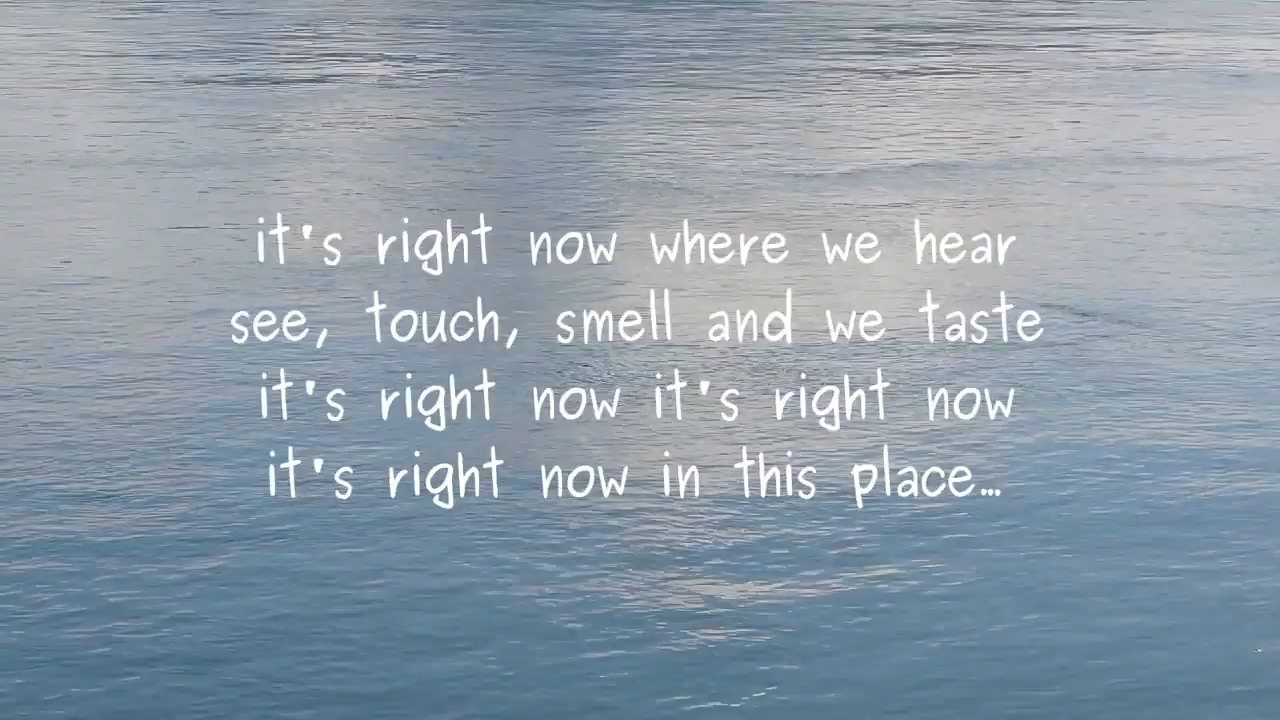 it's right now where we hear
see, touch, smell and we taste
it's right now it's right now
it's right now in this place...